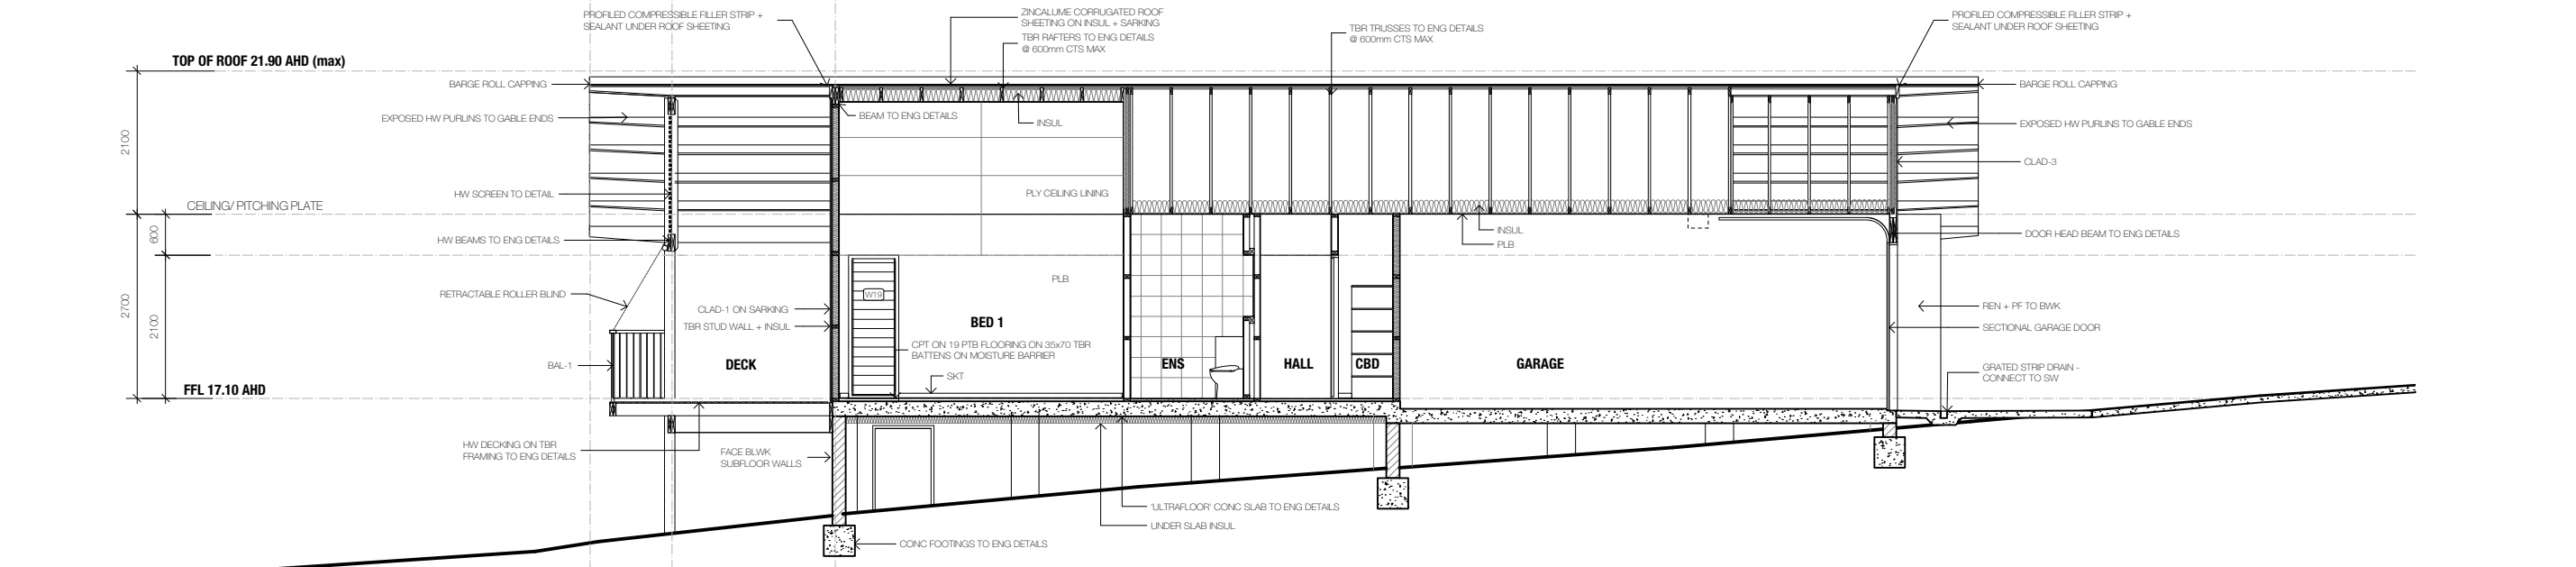 PROFILED COMPRESSIBLE FILLER STRIP +
SEALANT UNDER ROOF SHEETING
ZINCALUME CORRUGATED ROOF
SHEETING ON INSUL + SARKING
TBR RAFTERS TO ENG DETAILS
@ 600mm CTS MAX
TBR TRUSSES TO ENG DETAILS
@ 600mm CTS MAX
PROFILED COMPRESSIBLE FILLER STRIP +
SEALANT UNDER ROOF SHEETING
TOP OF ROOF 21.90 AHD (max)
BARGE ROLL CAPPING
BARGE ROLL CAPPING
EXPOSED HW PURLINS TO GABLE ENDS
BEAM TO ENG DETAILS
INSUL
EXPOSED HW PURLINS TO GABLE ENDS
2100
CLAD-3
HW SCREEN TO DETAIL
PLY CEILING LINING
CEILING/ PITCHING PLATE
600
HW BEAMS TO ENG DETAILS
INSUL
PLB
DOOR HEAD BEAM TO ENG DETAILS
PLB
RETRACTABLE ROLLER BLIND
W19
2700
2100
CLAD-1 ON SARKING
TBR STUD WALL + INSUL
BED 1
REN + PF TO BWK
SECTIONAL GARAGE DOOR
CPT ON 19 PTB FLOORING ON 35x70 TBR
BATTENS ON MOISTURE BARRIER
BAL-1
DECK
SKT
ENS
HALL
CBD
GARAGE
GRATED STRIP DRAIN -
CONNECT TO SW
FFL 17.10 AHD
HW DECKING ON TBR
FRAMING TO ENG DETAILS
FACE BLWK
SUBFLOOR WALLS
'ULTRAFLOOR' CONC SLAB TO ENG DETAILS
UNDER SLAB INSUL
CONC FOOTINGS TO ENG DETAILS